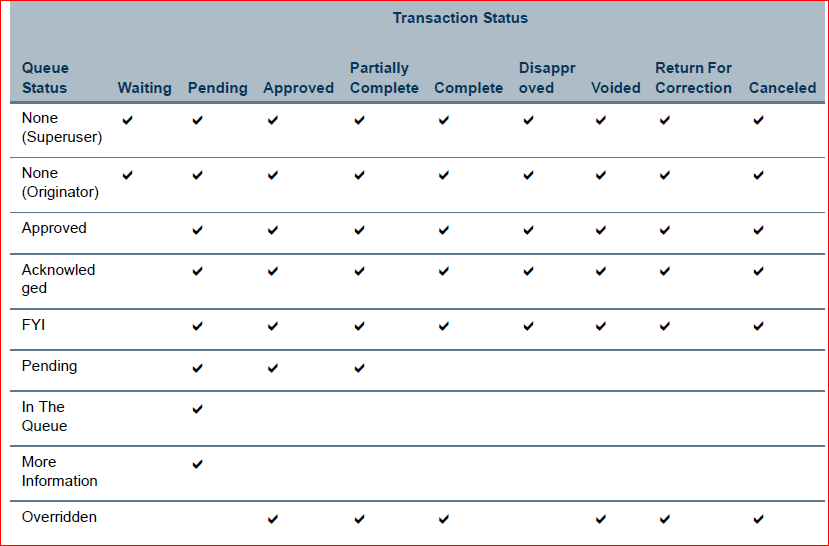 Transaction Status
Queue Status Waiting Pending Approved Partially Complete Complete Disappr oved Voided Return For Correction Canceled
None (Superuser) ✔ ✔ ✔ ✔ ✔ ✔ ✔ ✔ ✔
None (Originator) ✔ ✔ ✔ ✔ ✔ ✔ ✔ ✔ ✔
Approved ✔ ✔ ✔ ✔ ✔ ✔ ✔ ✔
Acknowled ged ✔ ✔ ✔ ✔ ✔ ✔ ✔ ✔
FYI ✔ ✔ ✔ ✔ ✔ ✔ ✔ ✔
Pending ✔ ✔ ✔
In The Queue ✔
More Information ✔
Overridden ✔ ✔ ✔ ✔ ✔ ✔